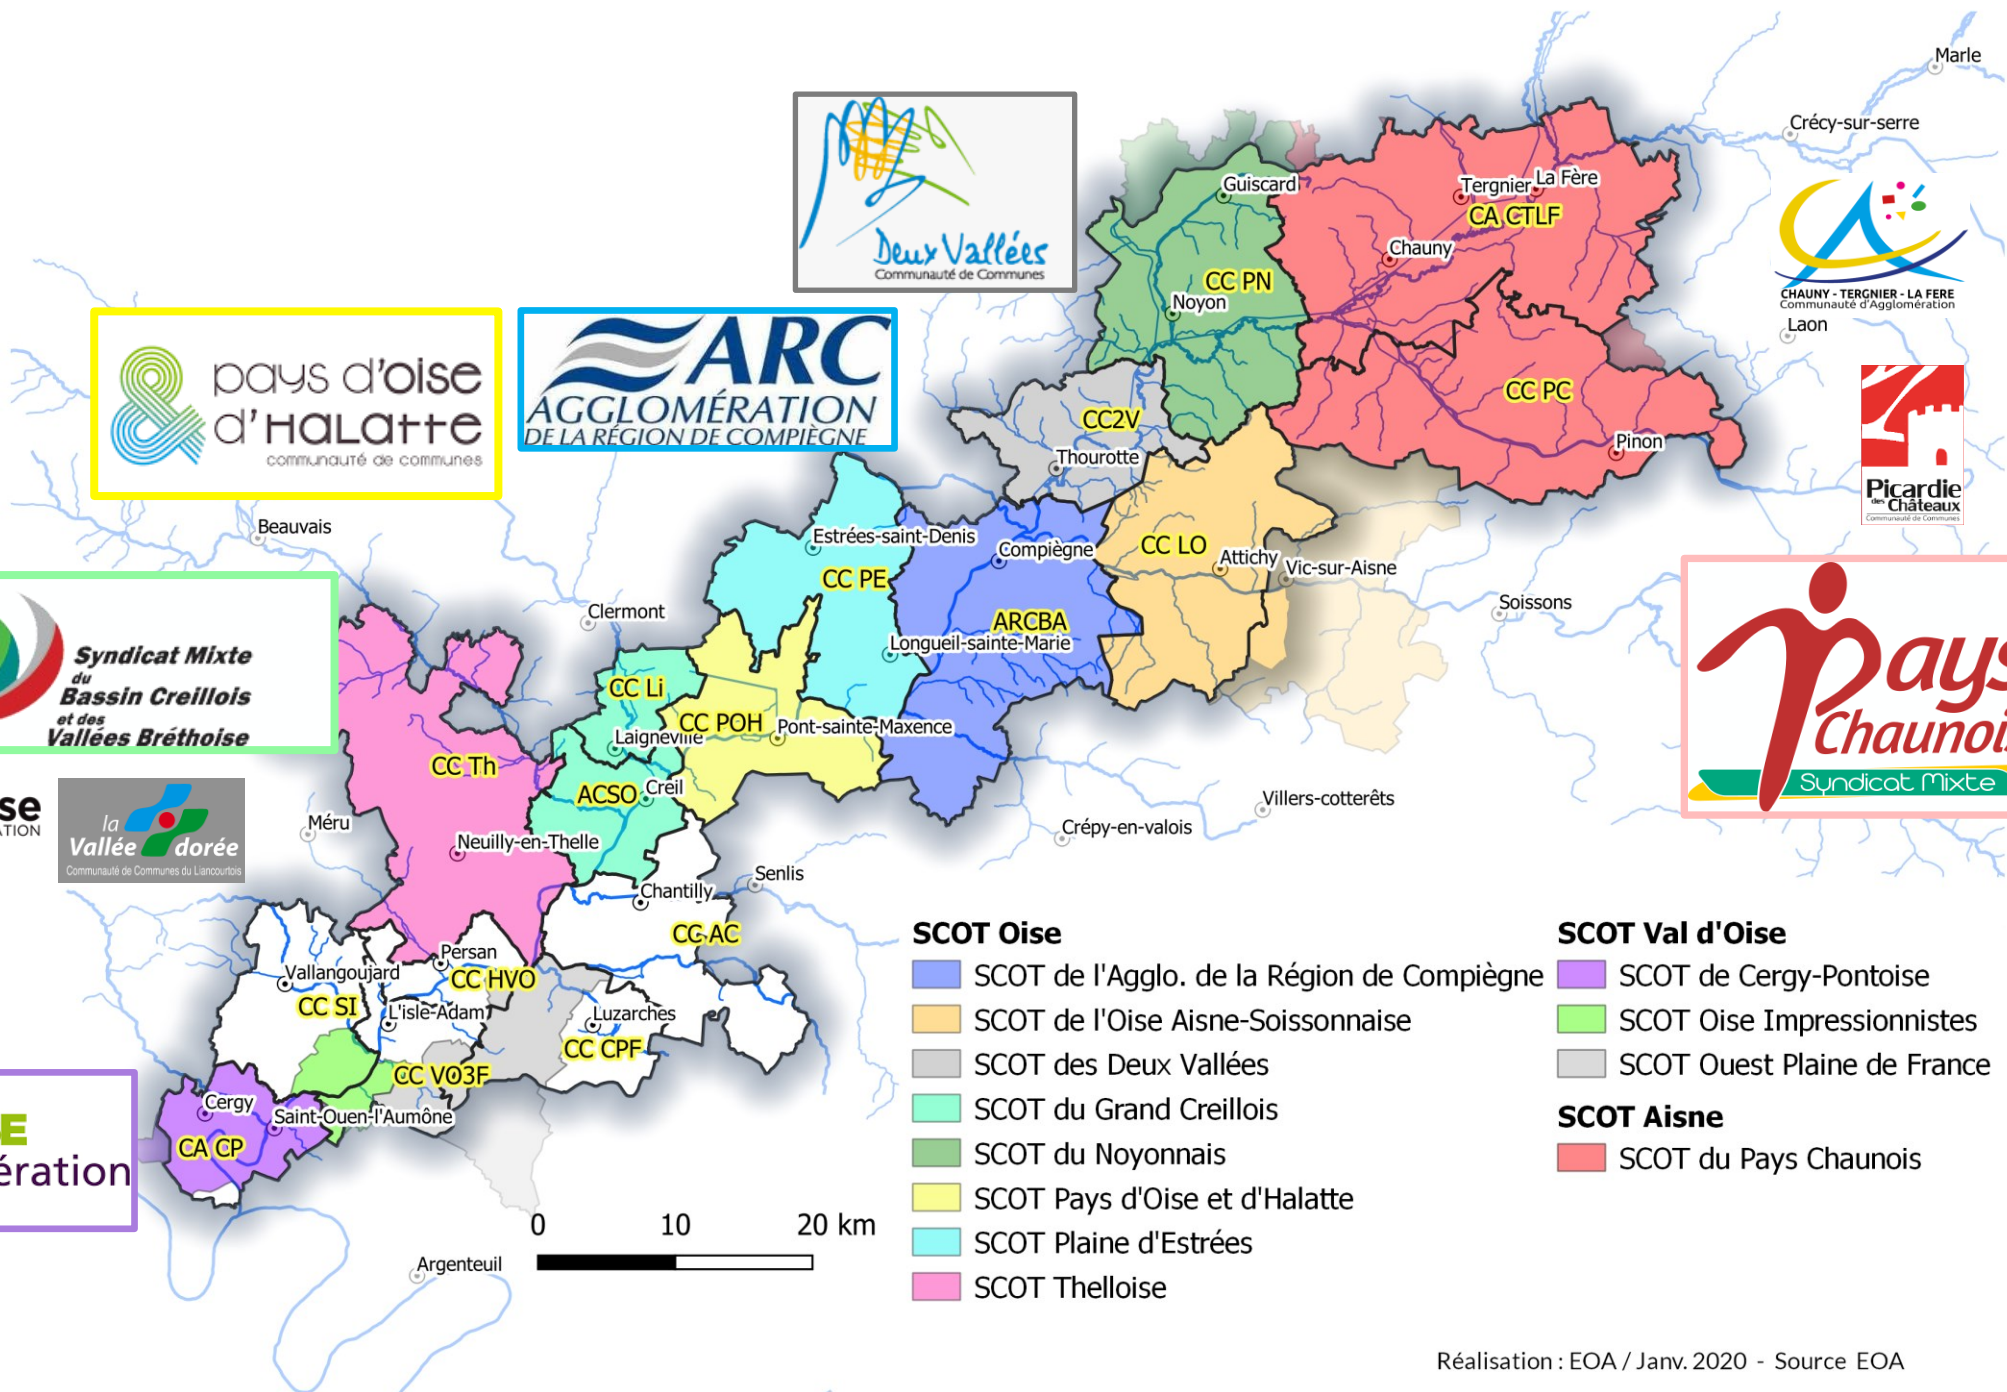 Marle
Crécy-sur-serre
Deux Vallées
Communauté de Communes
Guiscard
Tergnier
La Fère
CA CTLF
Chauny
CC PN
Noyon
CHAUNY - TERGNIER - LA FERE
Communauté d'Agglomération
Laon
pays d'oise
& d'Halatte
communauté de communes
ARC
AGGLOMÉRATION
DE LA RÉGION DE COMPIÈGNE
CC PC
CC2V
Thourotte
Pinon
Picardie
des Châteaux
Communauté de Communes
Beauvais
Estrées-saint-Denis
Compiègne
CC LO
Attichy
Vic-sur-Aisne
CC PE
Clermont
Soissons
ARCBA
Longueil-sainte-Marie
Syndicat Mixte
du
Bassin Creillois
et des
Vallées Bréthoise
CC Li
CC POH
Pont-sainte-Maxence
Laigneville
CC Th
ACSO
Creil
Pays
Chaunois
Syndicat Mixte
se
ATION
la
Vallée dorée
Communauté de Communes du Liancourtois
Méru
Neuilly-en-Thelle
Villers-cotterêts
Crépy-en-valois
Senlis
Chantilly
CC AC
Persan
CC HVO
Vallangoujard
CC SI
L'isle-Adam
Luzarches
CC CPF
CC VO3F
Cergy
Saint-Ouen-l'Aumône
CA CP
E
ération
Argenteuil
0 10 20 km
SCOT Oise
SCOT de l'Agglo. de la Région de Compiègne
SCOT de l'Oise Aisne-Soissonnaise
SCOT des Deux Vallées
SCOT du Grand Creillois
SCOT du Noyonnais
SCOT Pays d'Oise et d'Halatte
SCOT Plaine d'Estrées
SCOT Thelloise
SCOT Val d'Oise
SCOT de Cergy-Pontoise
SCOT Oise Impressionnistes
SCOT Ouest Plaine de France
SCOT Aisne
SCOT du Pays Chaunois
Réalisation : EOA / Janv. 2020 - Source EOA